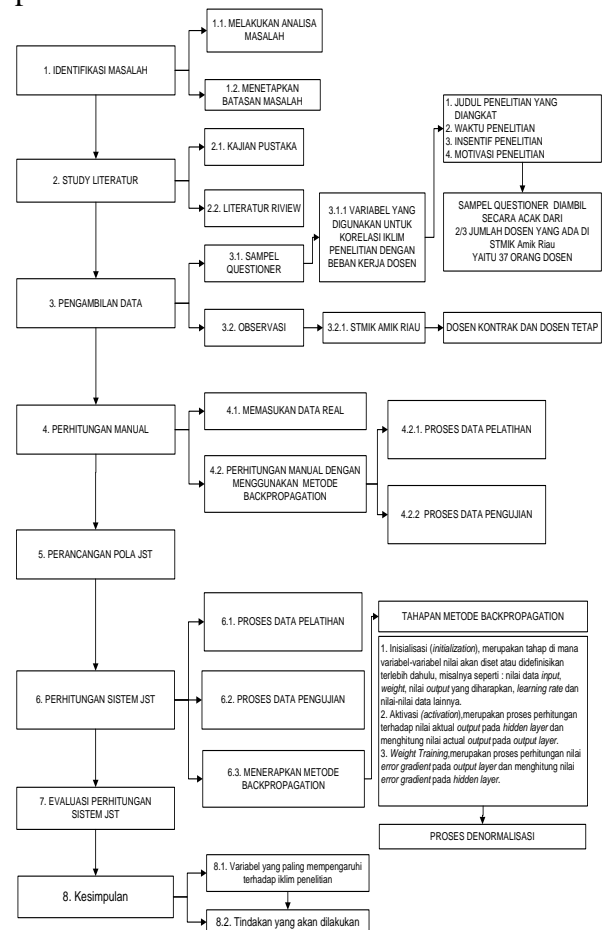 1.1. MELAKUKAN ANALISA
MASALAH
1. IDENTIFIKASI MASALAH
1.2. MENETAPKAN
BATASAN MASALAH
2.1. KAJIAN PUSTAKA
2. STUDY LITERATUR
2.2. LITERATUR RIVIEW
3.1. SAMPEL
QUESTIONER
3.1.1 VARIABEL YANG
DIGUNAKAN UNTUK
KORELASI IKLIM
PENELITIAN DENGAN
BEBAN KERJA DOSEN
1. JUDUL PENELITIAN YANG
DIANGKAT
2. WAKTU PENELITIAN
3. INSENTIF PENELITIAN
4. MOTIVASI PENELITIAN
SAMPEL QUESTIONER DIAMBIL
SECARA ACAK DARI
2/3 JUMLAH DOSEN YANG ADA DI
STMIK Amik Riau
YAITU 37 ORANG DOSEN
3. PENGAMBILAN DATA
3.2. OBSERVASI
3.2.1. STMIK AMIK RIAU
DOSEN KONTRAK DAN DOSEN TETAP
4. PERHITUNGAN MANUAL
4.1. MEMASUKAN DATA REAL
4.2. PERHITUNGAN MANUAL DENGAN
MENGGUNAKAN METODE
BACKPROPAGATION
4.2.1. PROSES DATA PELATIHAN
4.2.2 PROSES DATA PENGUJIAN
5. PERANCANGAN POLA JST
6.1. PROSES DATA PELATIHAN
6. PERHITUNGAN SISTEM JST
6.2. PROSES DATA PENGUJIAN
6.3. MENERAPKAN METODE
BACKPROPAGATION
TAHAPAN METODE BACKPROPAGATION
1. Inisialisasi (initialization), merupakan tahap di mana
variabel-variabel nilai akan diset atau didefinisikan
terlebih dahulu, misalnya seperti : nilai data input,
weight, nilai output yang diharapkan, learning rate dan
nilai-nilai data lainnya.
2. Aktivasi (activation),merupakan proses perhitungan
terhadap nilai aktual output pada hidden layer dan
menghitung nilai actual output pada output layer.
3. Weight Training,merupakan proses perhitungan nilai
error gradient pada output layer dan menghitung nilai
error gradient pada hidden layer.
PROSES DENORMALISASI
7. EVALUASI PERHITUNGAN
SISTEM JST
8. Kesimpulan
8.1. Variabel yang paling mempengaruhi
terhadap iklim penelitian
8.2. Tindakan yang akan dilakukan